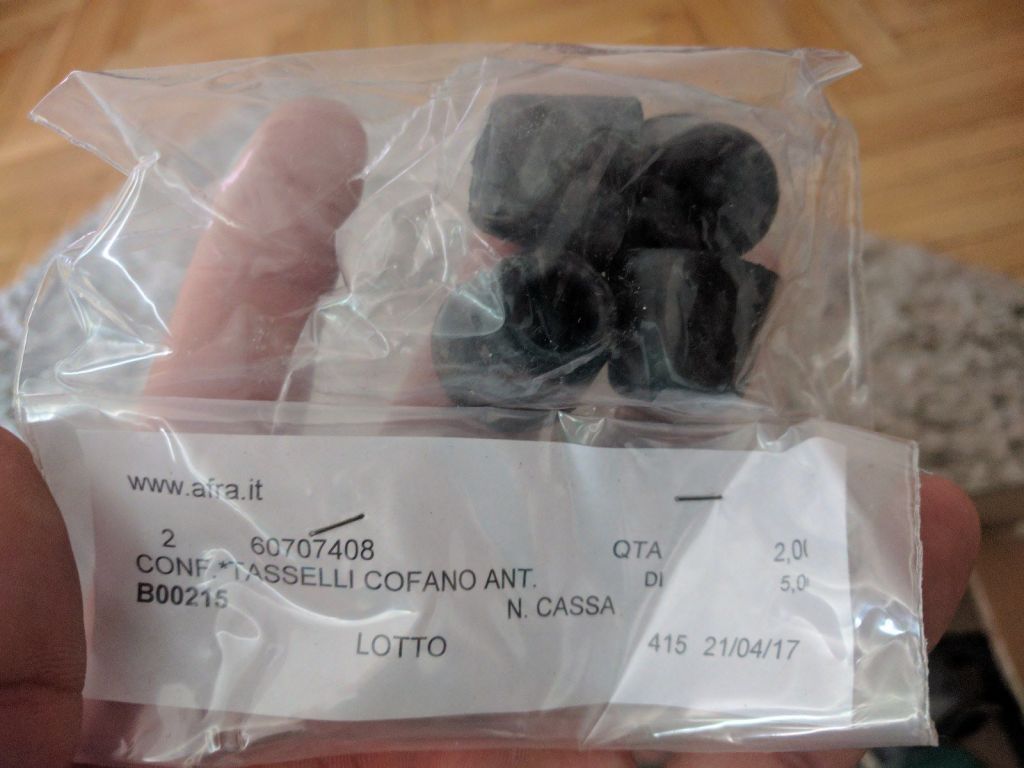 www.afra.it
2 60707408 QTA 2,00
CONF.*TASSELLI COFANO ANT. DI 5,0
B00215 N. CASSA
LOTTO 415 21/04/17